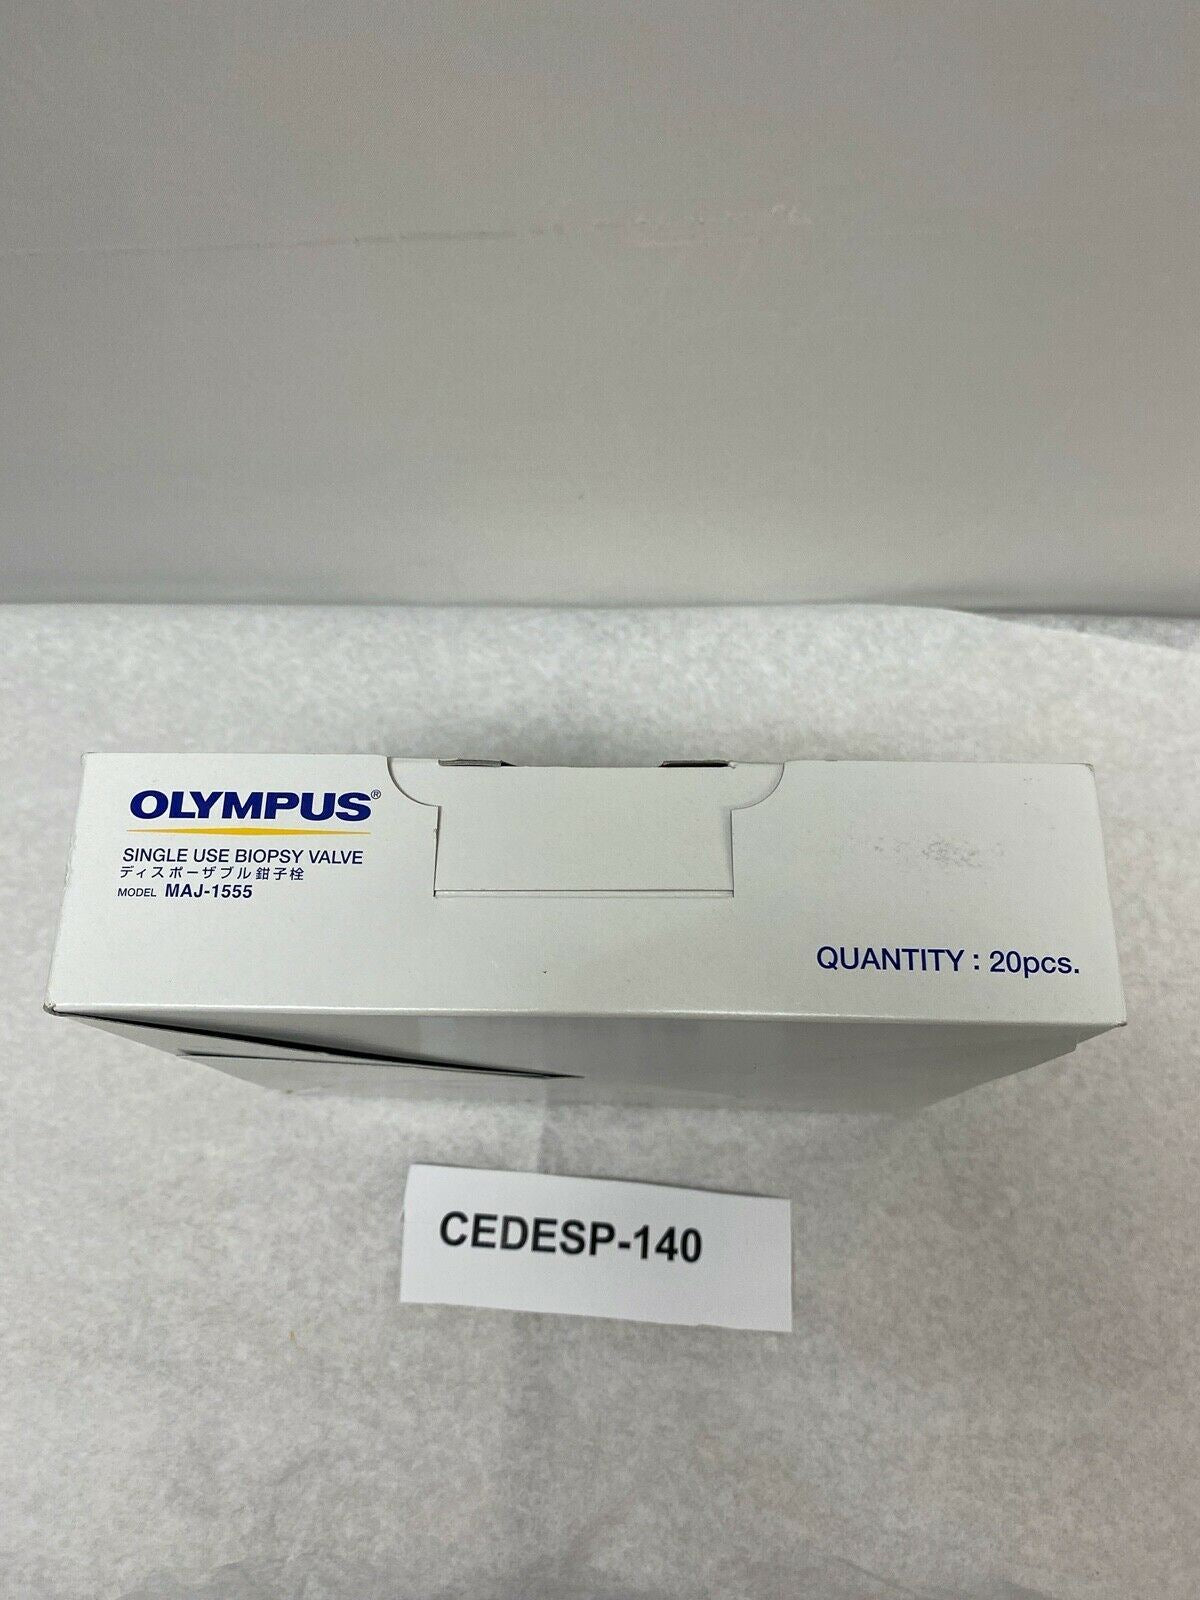 OLYMPUS®
SINGLE USE BIOPSY VALVE
ディスポーザブル鉗子栓
MODEL MAJ-1555
QUANTITY : 20pcs.
CEDESP-140